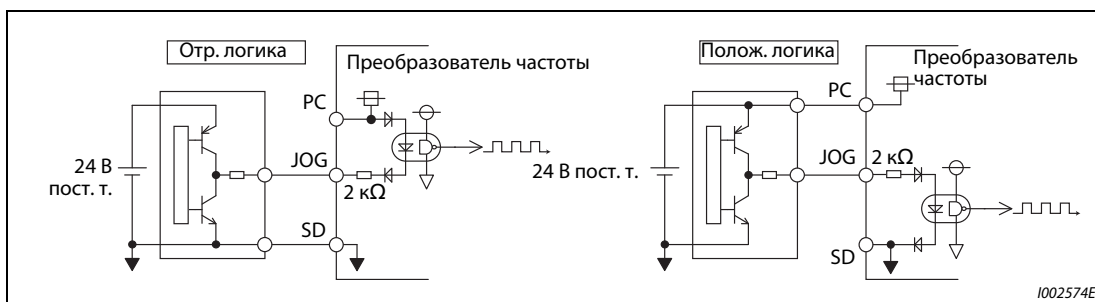 Отр. логика
Преобразователь частоты
PC
24 В
пост. т.
JOG
2 кΩ
SD
Полож. логика
Преобразователь
частоты
PC
24 В пост. т.
JOG
2 кΩ
SD
I002574E